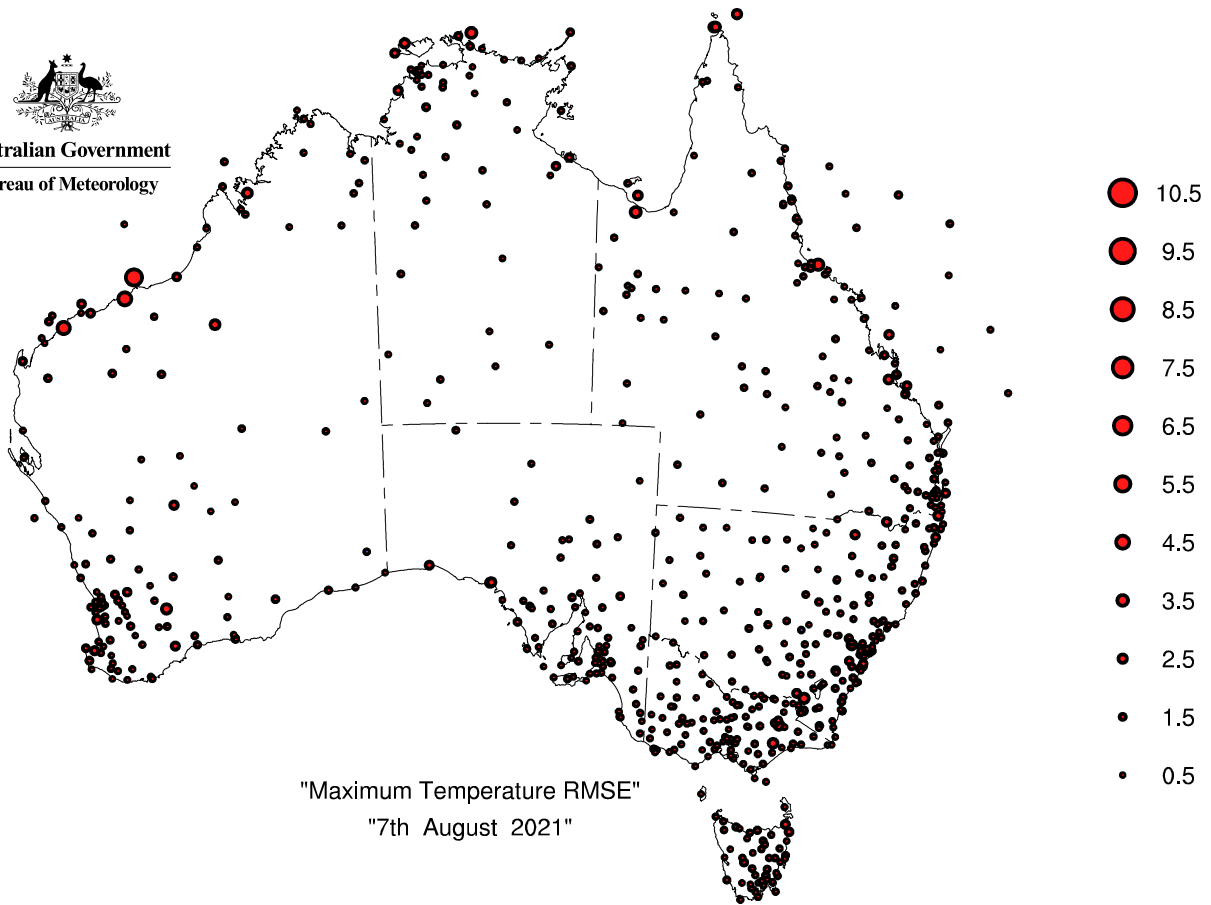 AUSTRALIA
tralian Government
reau of Meteorology
10.5
9.5
8.5
7.5
6.5
5.5
4.5
3.5
2.5
1.5
0.5
"Maximum Temperature RMSE"
"7th August 2021"